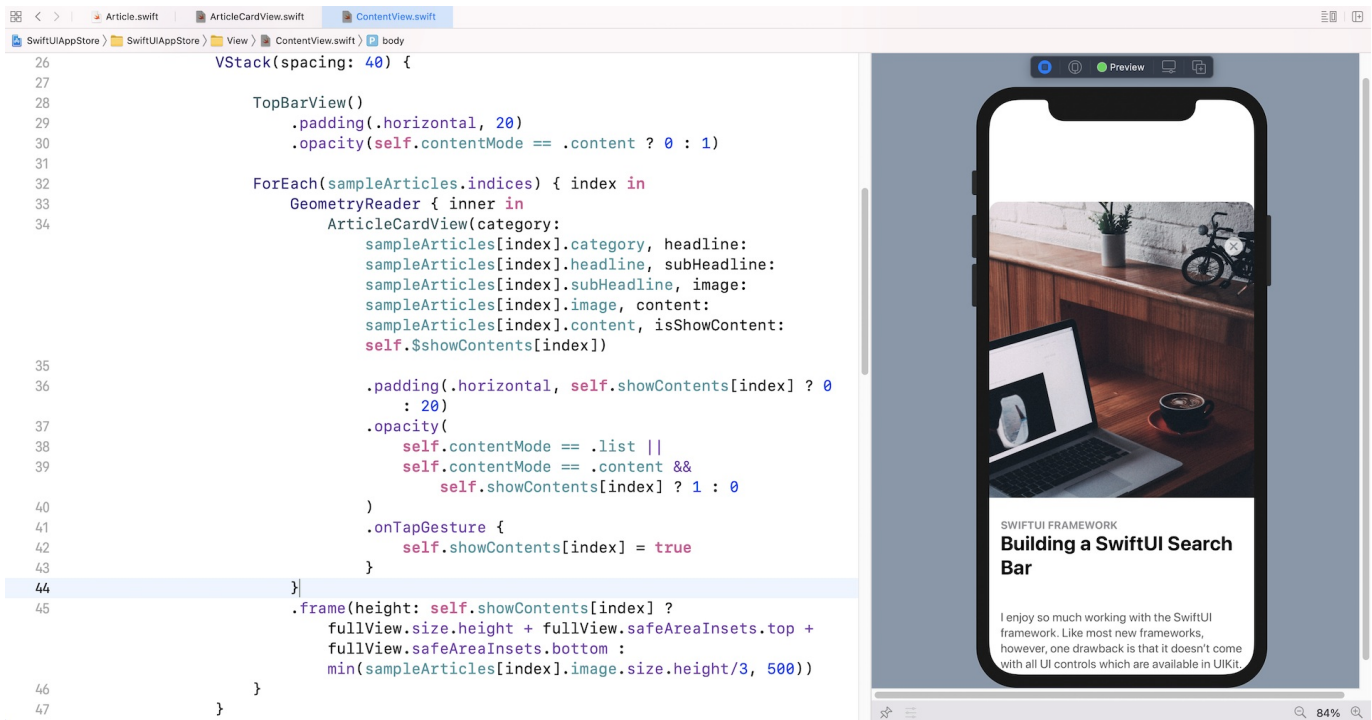 Article.swift ArticleCardView.swift ContentView.swift
SwiftUIAppStore SwiftUIAppStore View ContentView.swift P body
26 VStack(spacing: 40) {
27
28 TopBarView()
29 .padding(.horizontal, 20)
30 .opacity(self.contentMode == .content ? 0 : 1)
31
32 ForEach(sampleArticles.indices) { index in
33 GeometryReader { inner in
34 ArticleCardView(category:
sampleArticles[index].category, headline:
sampleArticles[index].headline, subHeadline:
sampleArticles[index].subHeadline, image:
sampleArticles[index].image, content:
sampleArticles[index].content, isShowContent:
self.$showContents[index])
35
36 .padding(.horizontal, self.showContents[index] ? 0
: 20)
37 .opacity(
38 self.contentMode == .list ||
39 self.contentMode == .content &&
self.showContents[index] ? 1 : 0
40 )
41 .onTapGesture {
42 self.showContents[index] = true
43 }
44 }
45 .frame(height: self.showContents[index] ?
fullView.size.height + fullView.safeAreaInsets.top +
fullView.safeAreaInsets.bottom :
min(sampleArticles[index].image.size.height/3, 500))
46 }
47 }
Preview
SWIFTUI FRAMEWORK
Building a SwiftUI Search
Bar
I enjoy so much working with the SwiftUI
framework. Like most new frameworks,
however, one drawback is that it doesn't come
with all UI controls which are available in UIKit.
84%